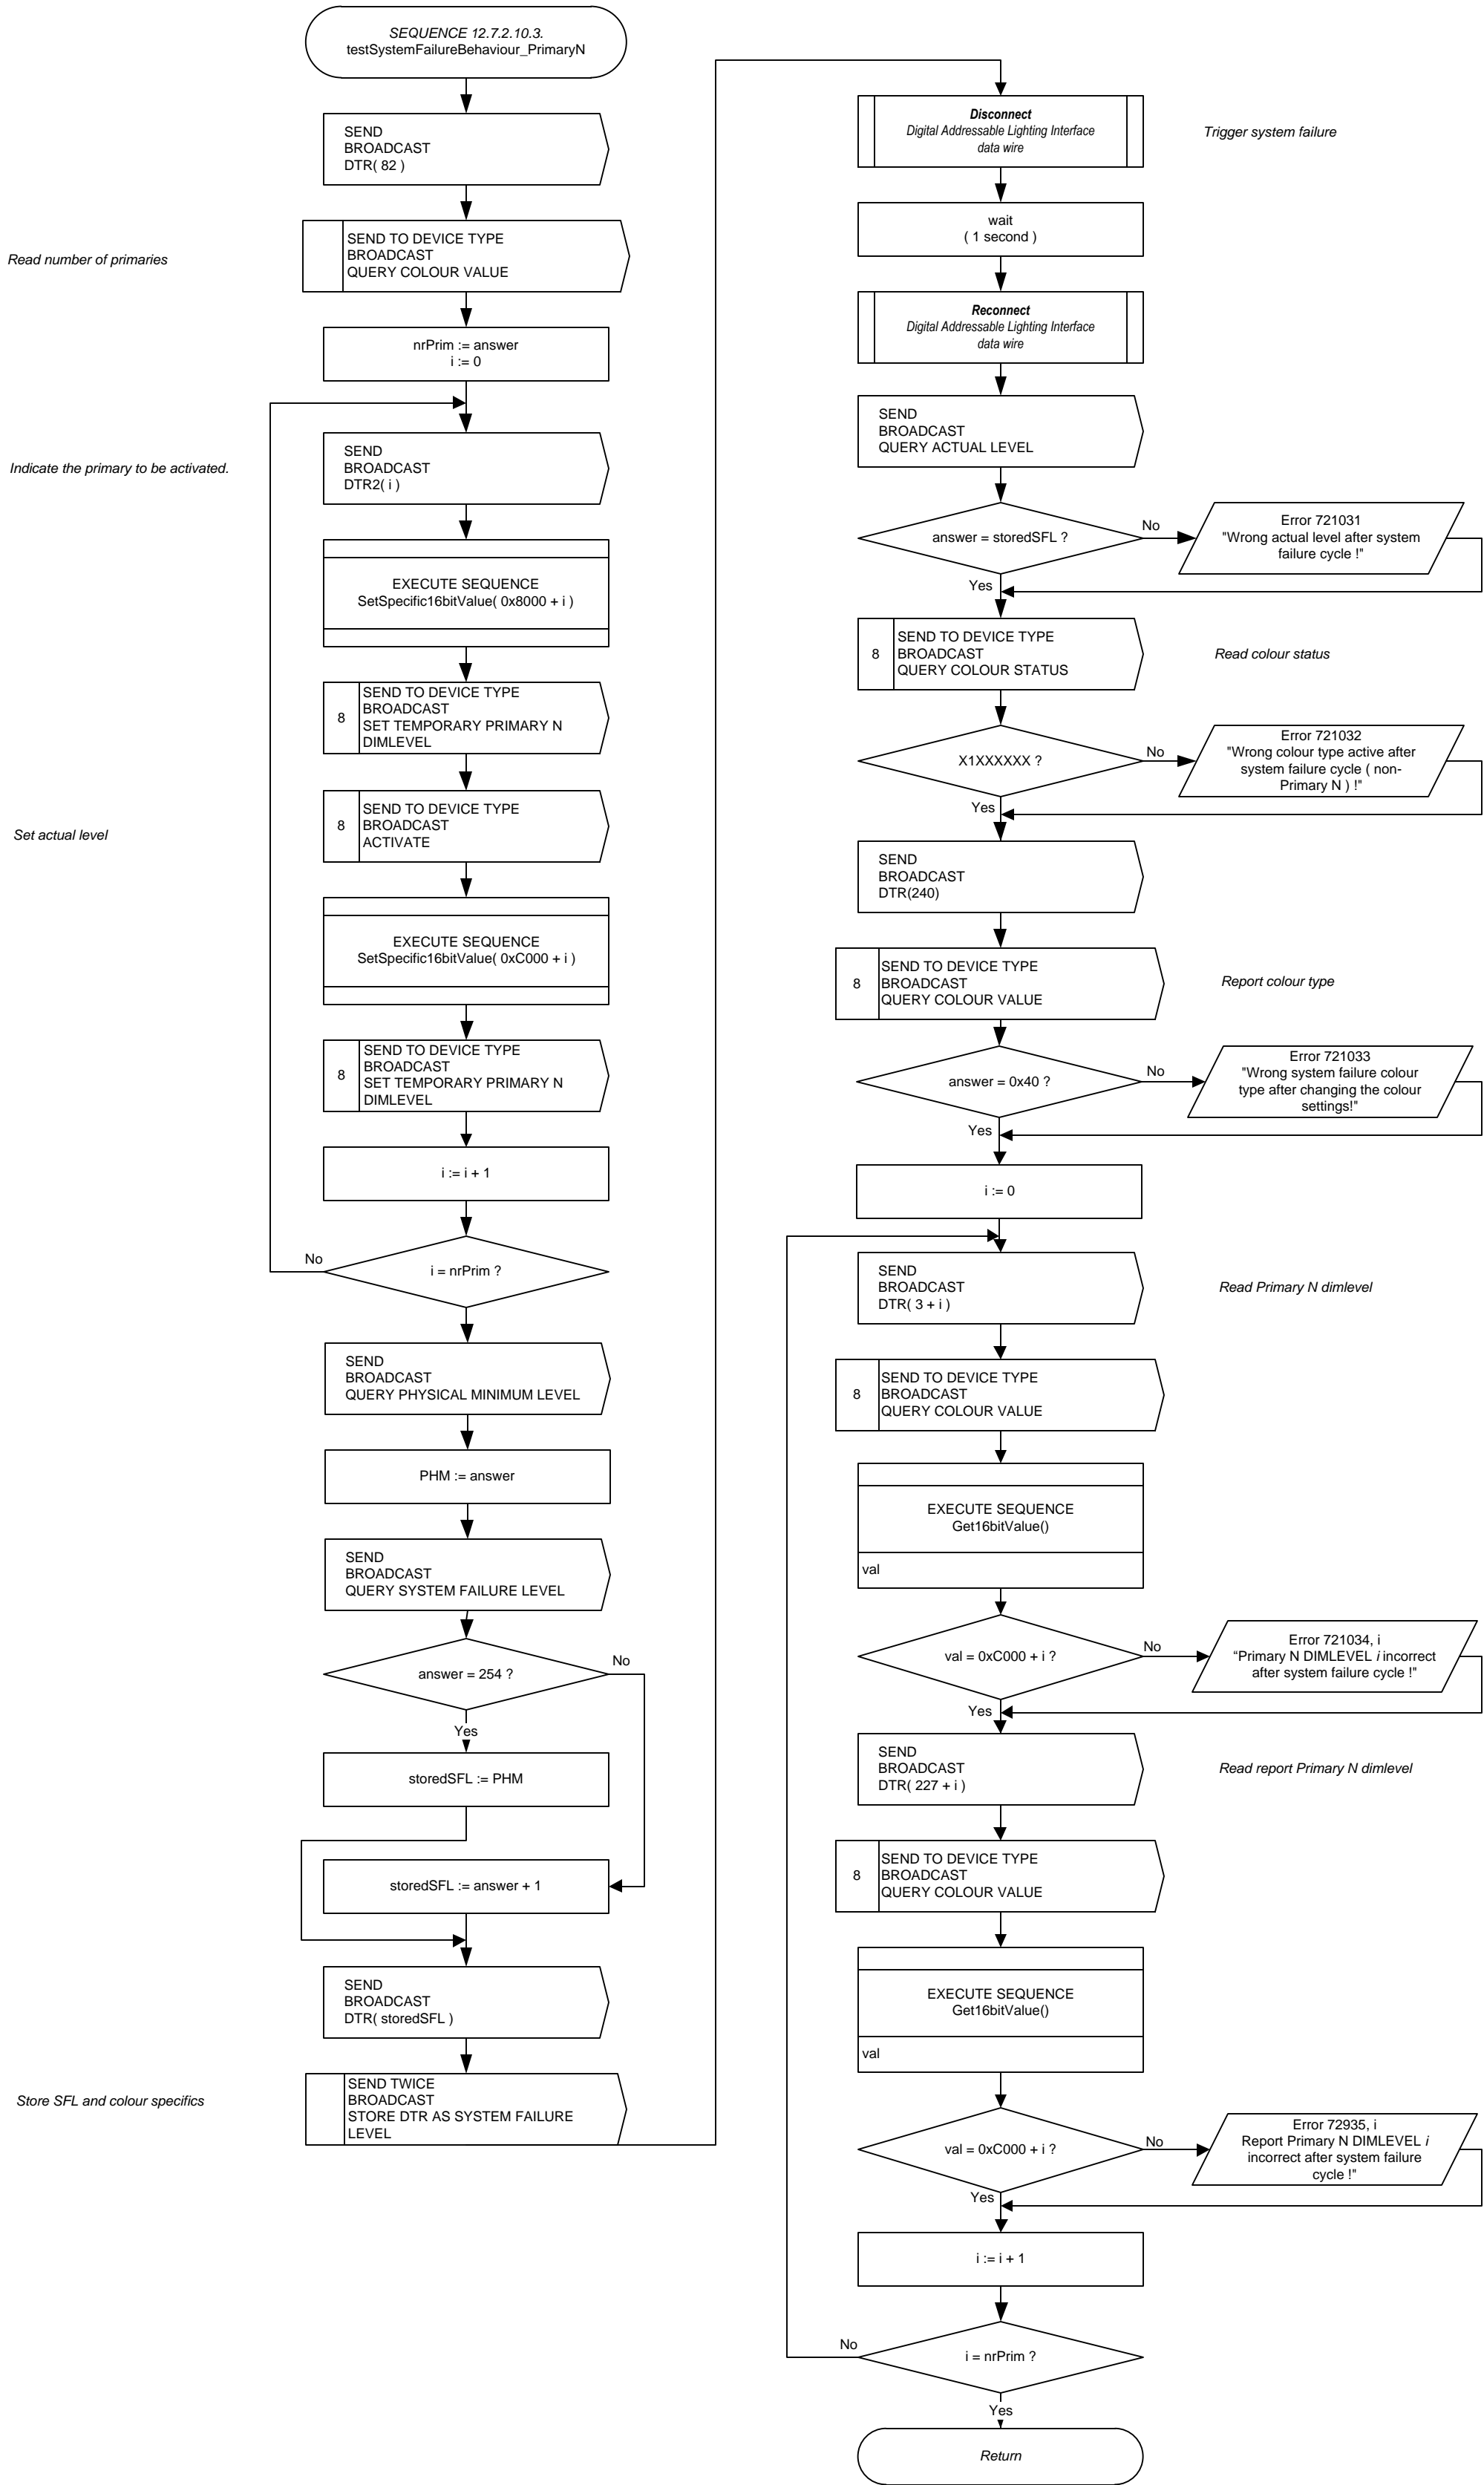 SEQUENCE 12.7.2.10.3.
testSystemFailureBehaviour_PrimaryN
SEND
BROADCAST
DTR( 82 )
Read number of primaries
SEND TO DEVICE TYPE
BROADCAST
QUERY COLOUR VALUE
nrPrim := answer
i := 0
Indicate the primary to be activated.
SEND
BROADCAST
DTR2( i )
EXECUTE SEQUENCE
SetSpecific16bitValue( 0x8000 + i )
8
SEND TO DEVICE TYPE
BROADCAST
SET TEMPORARY PRIMARY N
DIMLEVEL
Set actual level
8
SEND TO DEVICE TYPE
BROADCAST
ACTIVATE
EXECUTE SEQUENCE
SetSpecific16bitValue( 0xC000 + i )
8
SEND TO DEVICE TYPE
BROADCAST
SET TEMPORARY PRIMARY N
DIMLEVEL
i := i + 1
No
i = nrPrim ?
SEND
BROADCAST
QUERY PHYSICAL MINIMUM LEVEL
PHM := answer
SEND
BROADCAST
QUERY SYSTEM FAILURE LEVEL
answer = 254 ?
No
Yes
storedSFL := PHM
storedSFL := answer + 1
SEND
BROADCAST
DTR( storedSFL )
Store SFL and colour specifics
SEND TWICE
BROADCAST
STORE DTR AS SYSTEM FAILURE
LEVEL
Disconnect
Digital Addressable Lighting Interface
data wire
Trigger system failure
wait
( 1 second )
Reconnect
Digital Addressable Lighting Interface
data wire
SEND
BROADCAST
QUERY ACTUAL LEVEL
answer = storedSFL ?
No
Error 721031
"Wrong actual level after system
failure cycle !"
Yes
8
SEND TO DEVICE TYPE
BROADCAST
QUERY COLOUR STATUS
Read colour status
X1XXXXXX ?
No
Error 721032
"Wrong colour type active after
system failure cycle ( non-
Primary N ) !"
Yes
SEND
BROADCAST
DTR(240)
8
SEND TO DEVICE TYPE
BROADCAST
QUERY COLOUR VALUE
Report colour type
answer = 0x40 ?
No
Error 721033
"Wrong system failure colour
type after changing the colour
settings!"
Yes
i := 0
SEND
BROADCAST
DTR( 3 + i )
Read Primary N dimlevel
8
SEND TO DEVICE TYPE
BROADCAST
QUERY COLOUR VALUE
EXECUTE SEQUENCE
Get16bitValue()
val
val = 0xC000 + i ?
No
Error 721034, i
“Primary N DIMLEVEL i incorrect
after system failure cycle !"
Yes
SEND
BROADCAST
DTR( 227 + i )
Read report Primary N dimlevel
8
SEND TO DEVICE TYPE
BROADCAST
QUERY COLOUR VALUE
EXECUTE SEQUENCE
Get16bitValue()
val
val = 0xC000 + i ?
No
Error 72935, i
Report Primary N DIMLEVEL i
incorrect after system failure
cycle !"
Yes
i := i + 1
No
i = nrPrim ?
Yes
Return